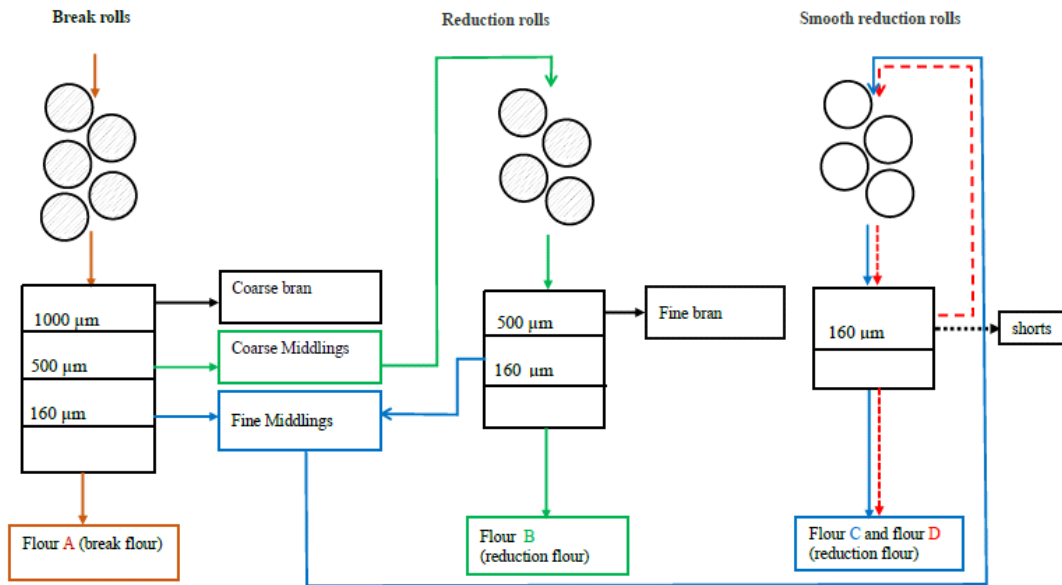 Break rolls
Reduction rolls
Smooth reduction rolls
1000 μm
500 μm
160 μm
Coarse bran
Coarse Middlings
Fine Middlings
500 μm
160 μm
Fine bran
160 μm
shorts
Flour A (break flour)
Flour B
(reduction flour)
Flour C and flour D
(reduction flour)